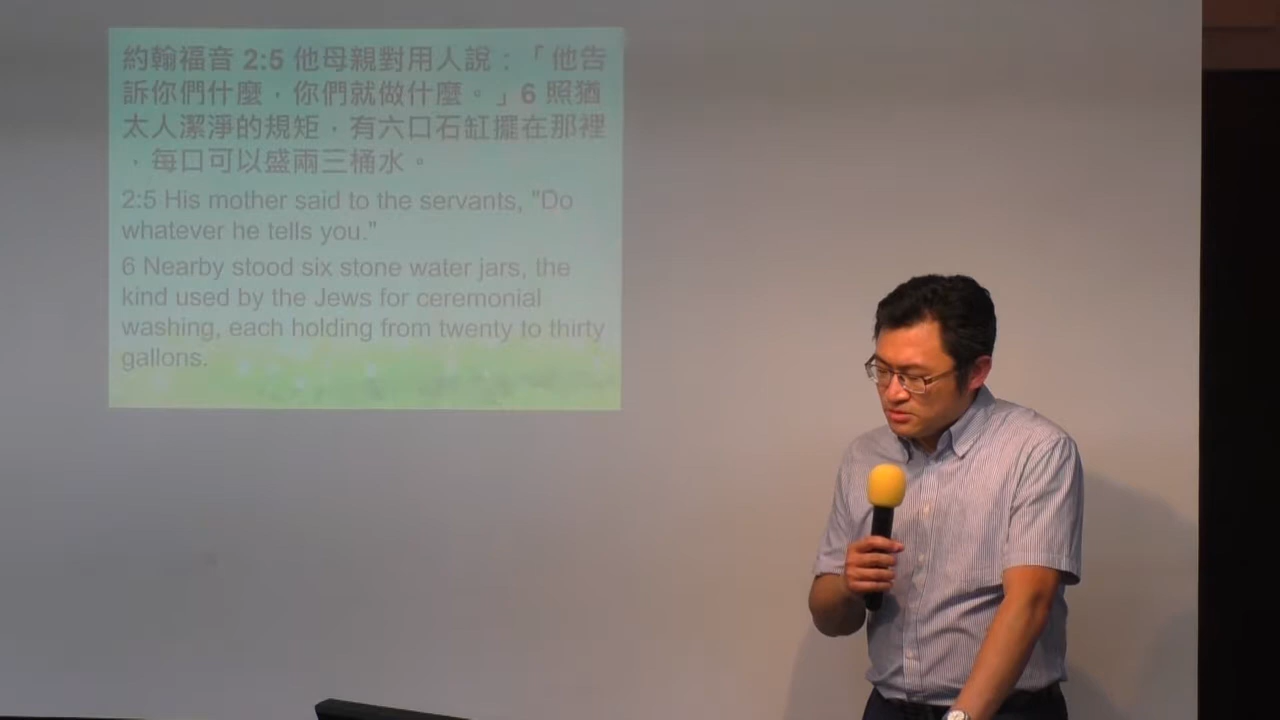 約翰福音 2:5 他母親對用人說：「他告
訴你們什麼，你們就做什麼。」6 照猶
太人潔淨的規矩，有六口石缸擺在那裡
，每口可以盛兩三桶水。
2:5 His mother said to the servants, "Do
whatever he tells you."
6 Nearby stood six stone water jars, the
kind used by the Jews for ceremonial
washing, each holding from twenty to thirty
gallons.